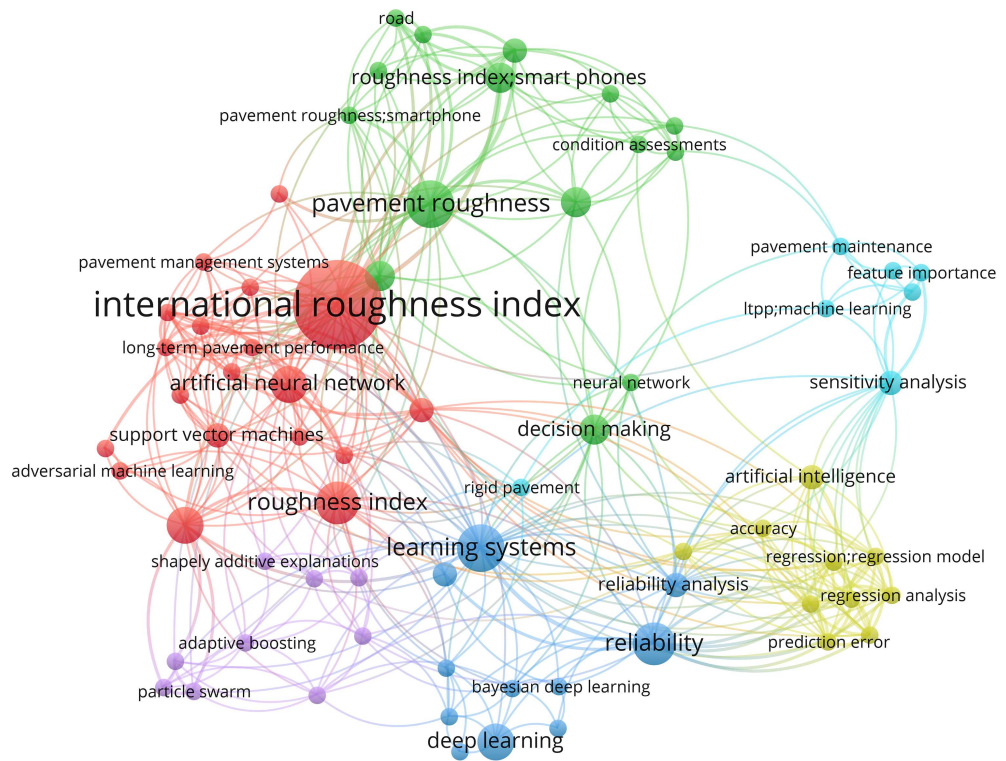 road
roughness index;smart phones
pavement roughness;smartphone
condition assessments
pavement roughness
pavement maintenance
pavement management systems
feature importance
international roughness index
ltpp;machine learning
long-term pavement performance
artificial neural network
neural network
sensitivity analysis
decision making
support vector machines
adversarial machine learning
artificial intelligence
rigid pavement
roughness index
accuracy
learning systems
regression;regression model
shapely additive explanations
reliability analysis
regression analysis
adaptive boosting
reliability
prediction error
particle swarm
bayesian deep learning
deep learning